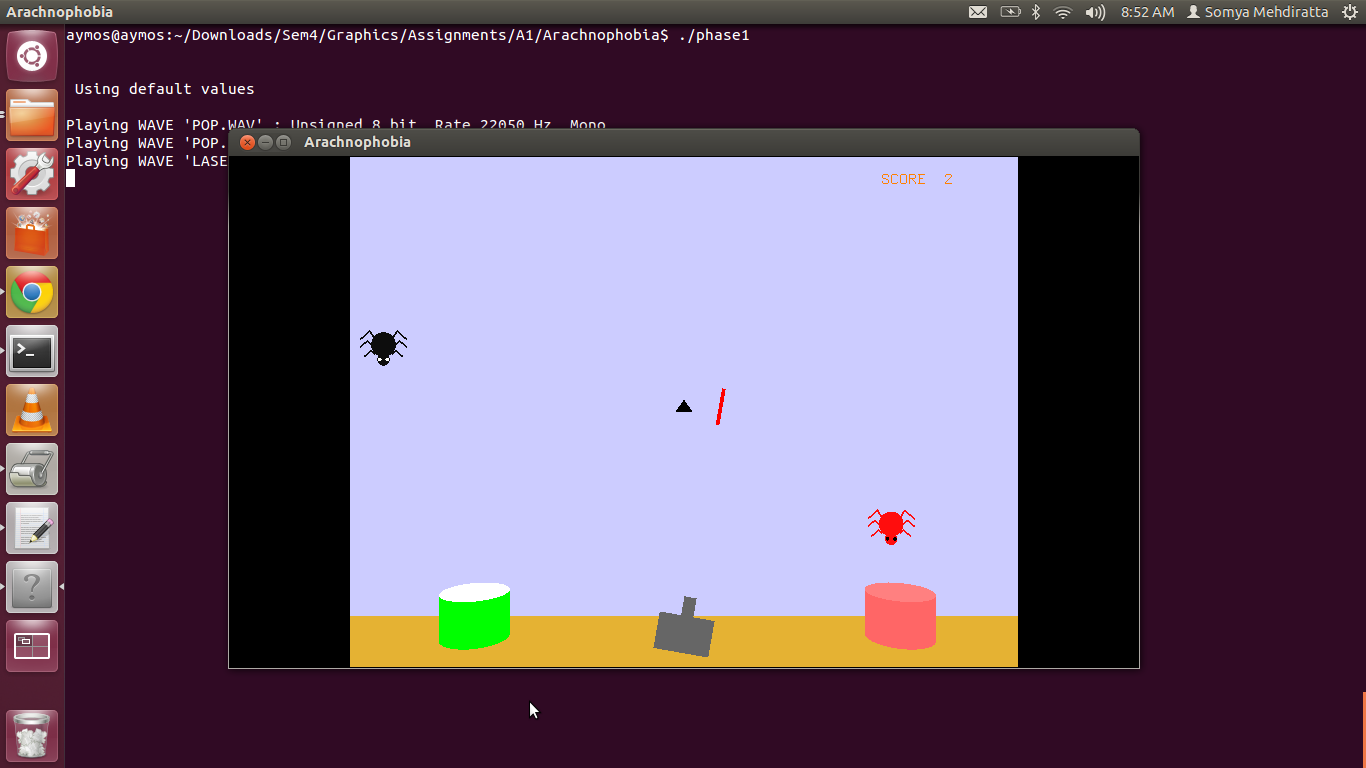 Arachnophobia
8:52 AM Somya Mehdiratta
aymos@aymos:~/Downloads/Sem4/Graphics/Assignments/A1/Arachnophobia$ ./phase1
Using default values
Playing WAVE 'POP.WAV' : Unsigned 8 bit, Rate 22050 Hz, Mono
Playing WAVE 'POP.
Playing WAVE 'LASE
Arachnophobia
SCORE 2